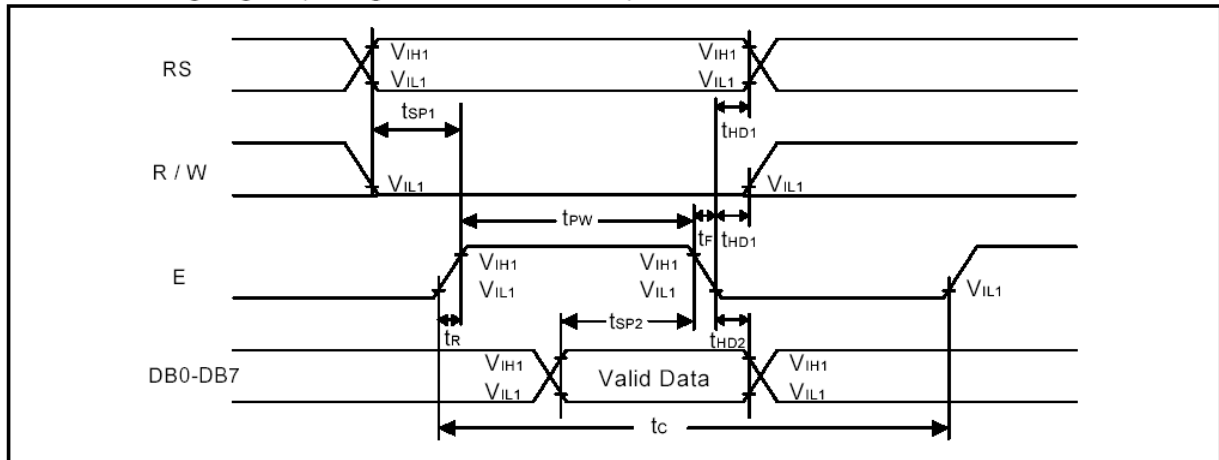 RS
VIH1 VIH1
VIL1 VIL1
tSP1 tHD1
R / W
VIL1 VIL1
tPW tF tHD1
E
VIH1 VIH1
VIL1 VIL1 VIL1
tR tSP2 tHD2
DB0-DB7
VIH1 Valid Data VIH1
VIL1 VIL1
tC